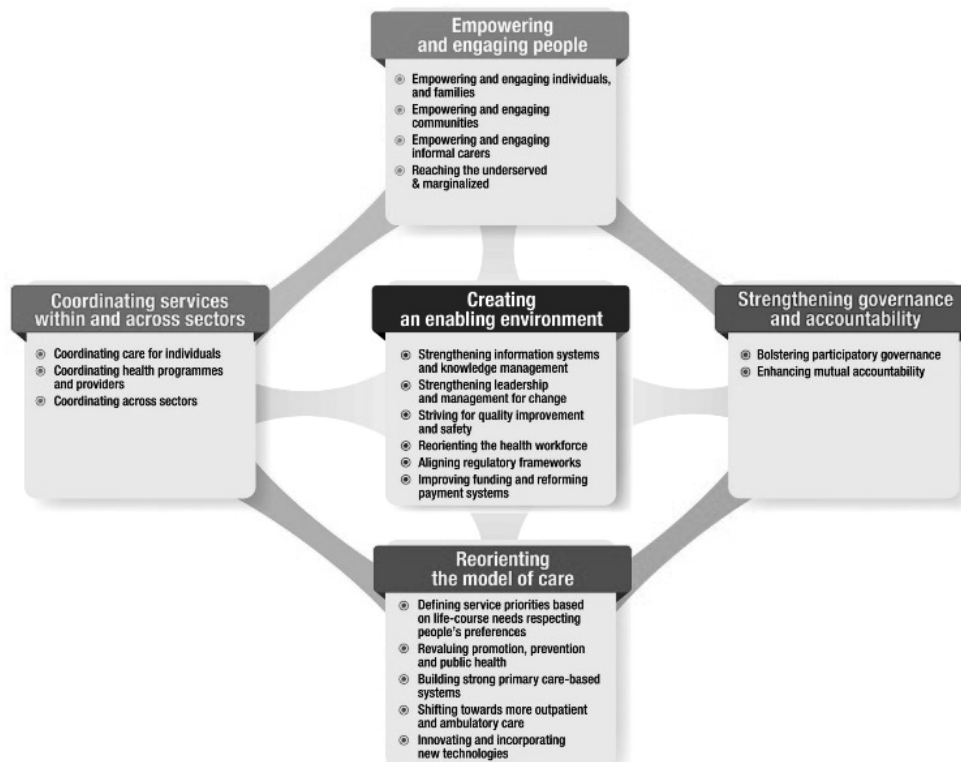 Empowering
and engaging people
Empowering and engaging individuals,
and families
Empowering and engaging
communities
Empowering and engaging
informal carers
Reaching the underserved
& marginalized
Coordinating services
within and across sectors
Coordinating care for individuals
Coordinating health programmes
and providers
Coordinating across sectors
Creating
an enabling environment
Strengthening information systems
and knowledge management
Strengthening leadership
and management for change
Striving for quality improvement
and safety
Reorienting the health workforce
Aligning regulatory frameworks
Improving funding and reforming
payment systems
Strengthening governance
and accountability
Bolstering participatory governance
Enhancing mutual accountability
Reorienting
the model of care
Defining service priorities based
on life-course needs respecting
people's preferences
Revaluing promotion, prevention
and public health
Building strong primary care-based
systems
Shifting towards more outpatient
and ambulatory care
Innovating and incorporating
new technologies